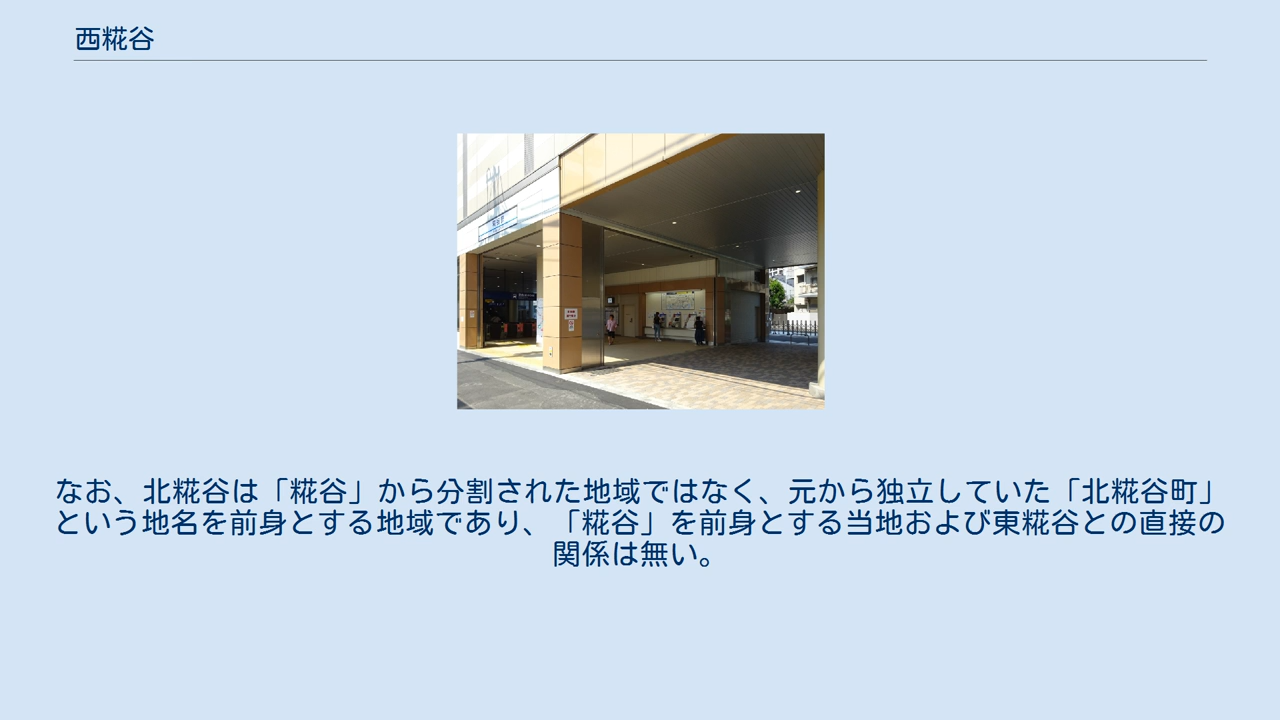 西糀谷
なお、北糀谷は「糀谷」から分割された地域ではなく、元から独立していた「北糀谷町」
という地名を前身とする地域であり、「糀谷」を前身とする当地および東糀谷との直接の
関係は無い。